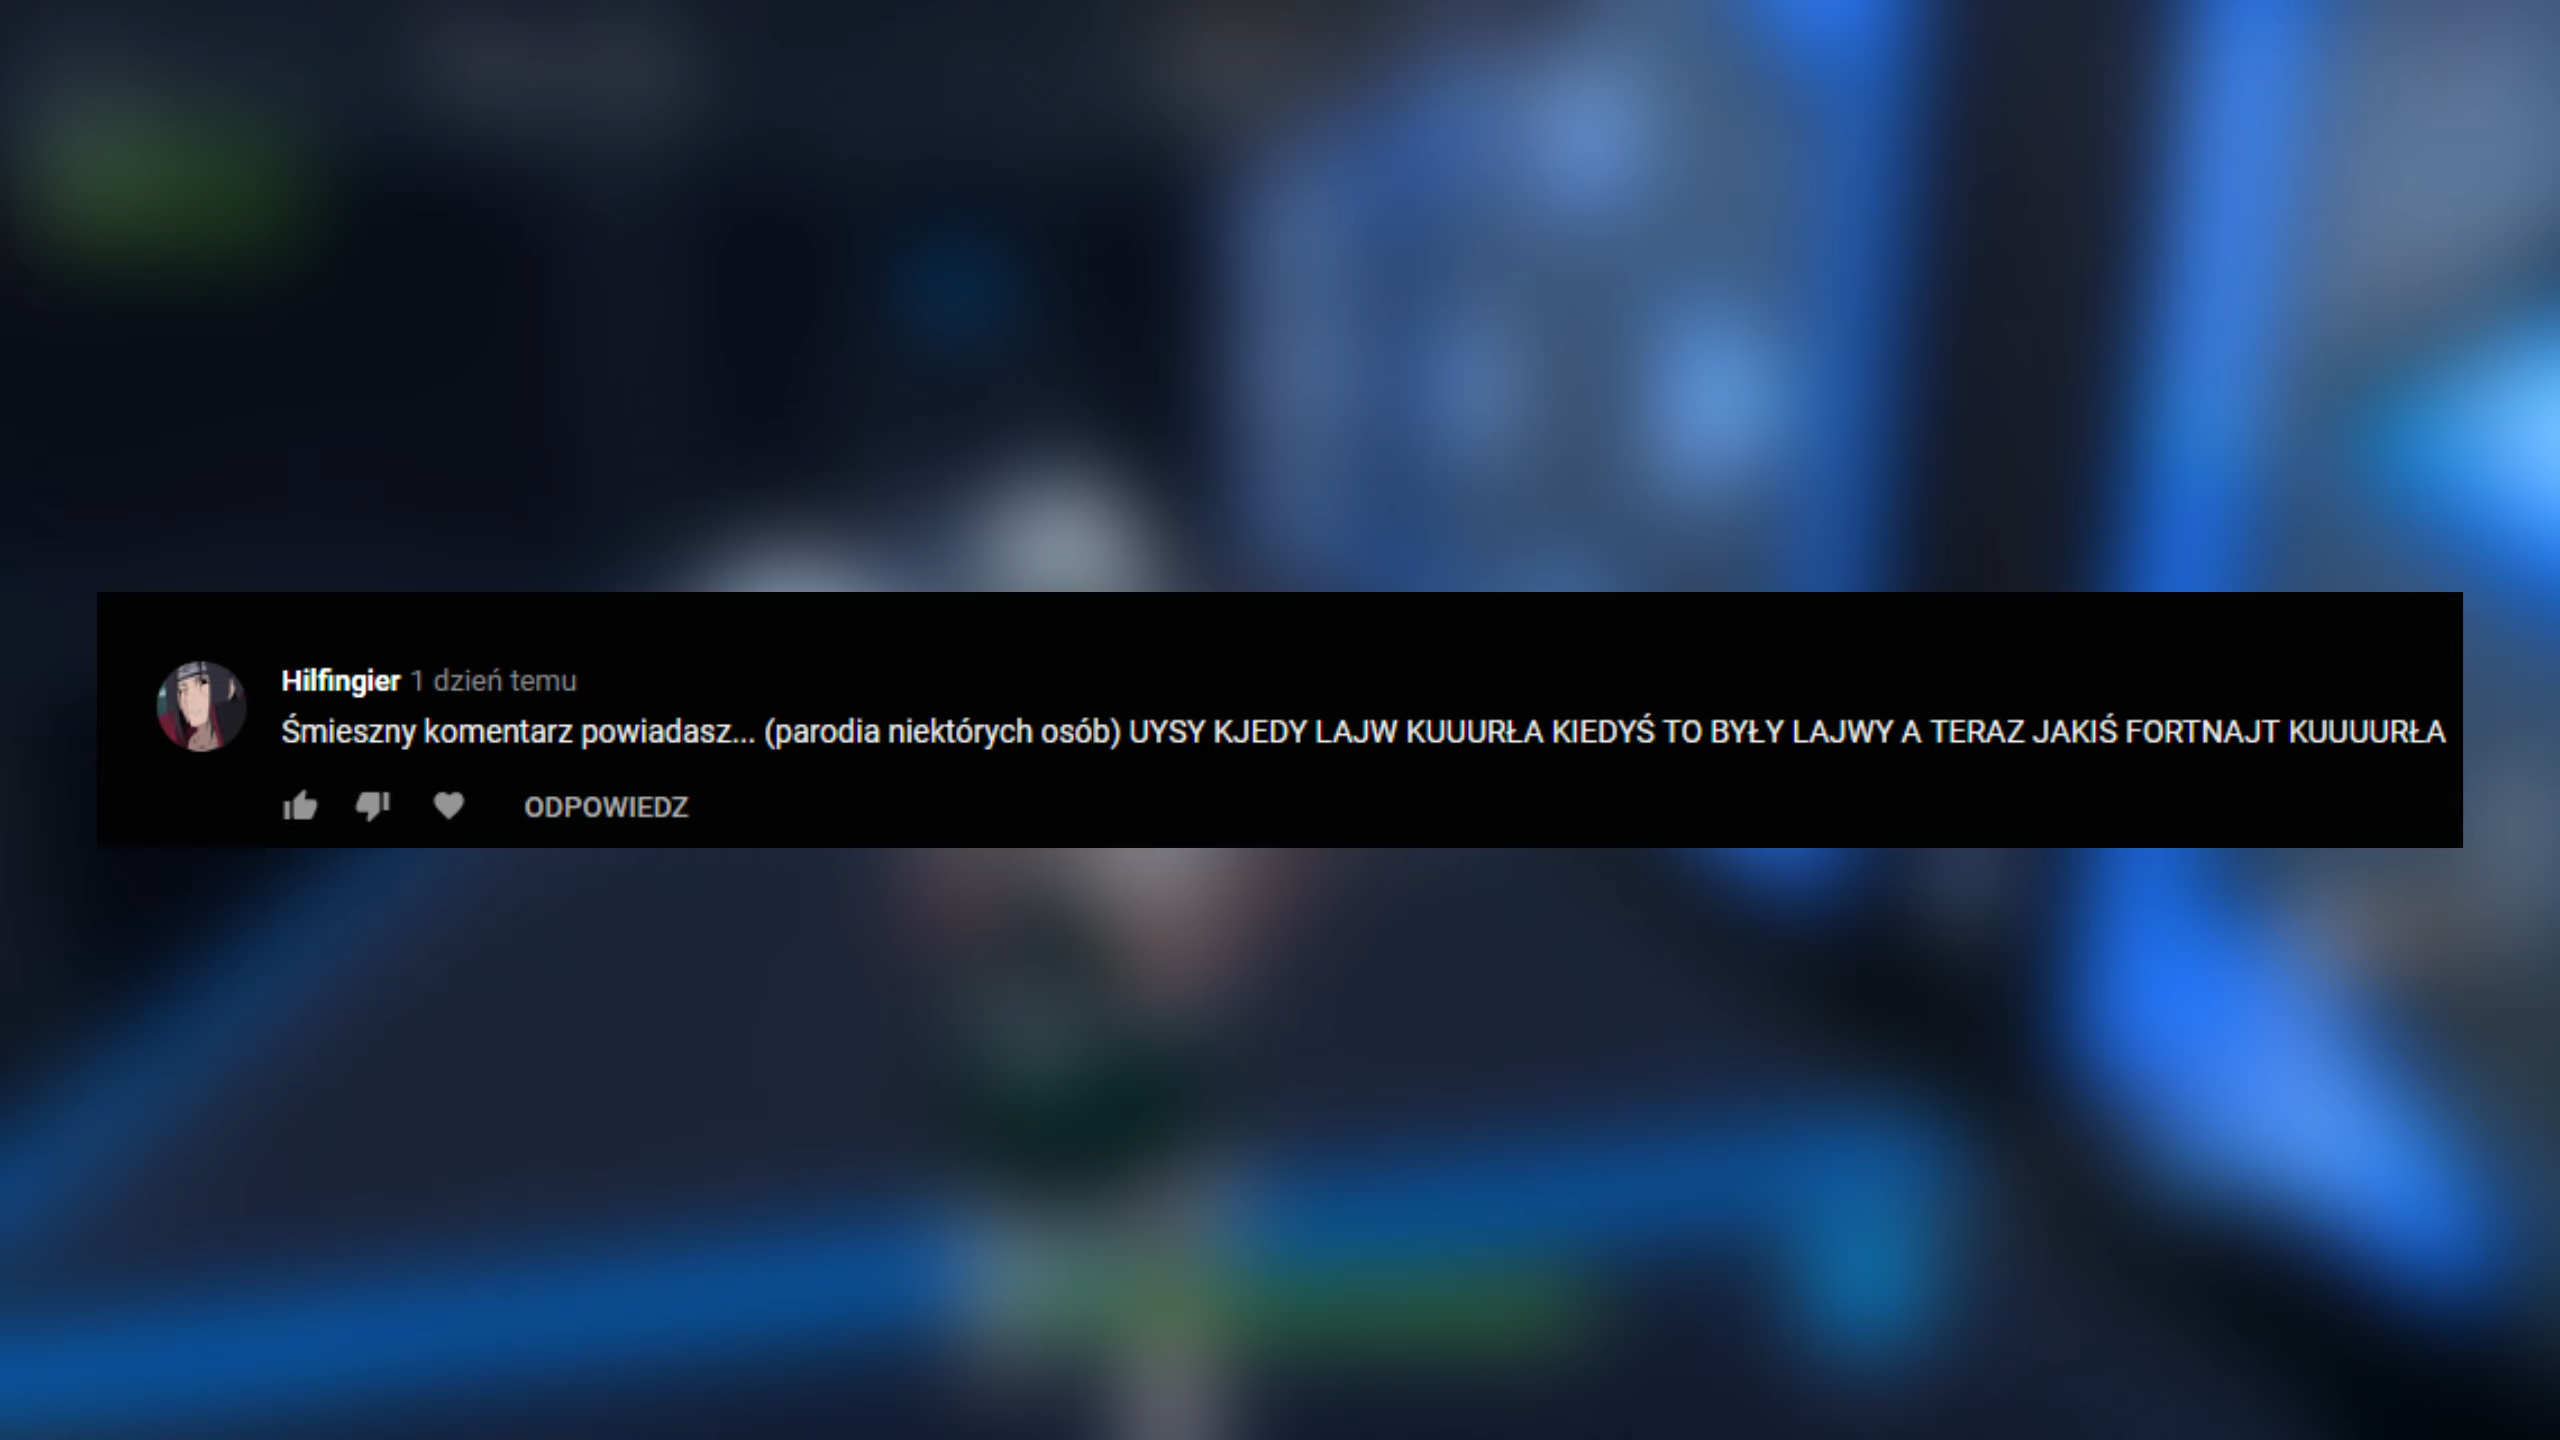 Hilfingier 1 dzień temu
Śmieszny komentarz powiadasz... (parodia niektórych osób) UYSY KJEDY LAJW KUUURŁA KIEDYŚ TO BYŁY LAJWY A TERAZ JAKIŚ FORTNAJT KUUUURŁA
ODPOWIEDZ